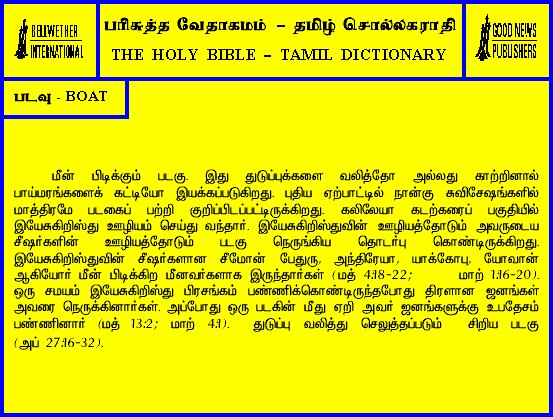 BELLWETHER INTERNATIONAL
பரிசுத்த வேதாகமம் - தமிழ் சொல்லகராதி
THE HOLY BIBLE - TAMIL DICTIONARY
GOOD NEWS PUBLISHERS
படவு - BOAT
மீன் பிடிக்கும் படகு. இது துடுப்புக்களை வலித்தோ அல்லது காற்றினால்
பாய்மரங்களைக் கட்டியோ இயக்கப்படுகிறது. புதிய ஏற்பாட்டில் நான்கு சுவிசேஷங்களில்
மாத்திரமே படகைப் பற்றி குறிப்பிடப்பட்டிருக்கிறது. கலிலேயா கடற்கரைப் பகுதியில்
இயேசுகிறிஸ்து ஊழியம் செய்து வந்தார். இயேசுகிறிஸ்துவின் ஊழியத்தோடும் அவருடைய
சீஷர்களின் ஊழியத்தோடும் படகு நெருங்கிய தொடர்பு கொண்டிருக்கிறது.
இயேசுகிறிஸ்துவின் சீஷர்களான சீமோன் பேதுரு, அந்திரேயா, யாக்கோபு, யோவான்
ஆகியோர் மீன் பிடிக்கிற மீனவர்களாக இருந்தார்கள் (மத் 4:18-22; மாற் 1:16-20).
ஒரு சமயம் இயேசுகிறிஸ்து பிரசங்கம் பண்ணிக்கொண்டிருந்தபோது திரளான ஜனங்கள்
அவரை நெருக்கினார்கள். அப்போது ஒரு படகின் மீது ஏறி அவர் ஜனங்களுக்கு உபதேசம்
பண்ணினார் (மத் 13:2; மாற் 4:1). துடுப்பு வலித்து செலுத்தப்படும் சிறிய படகு
(அப் 27:16-32).